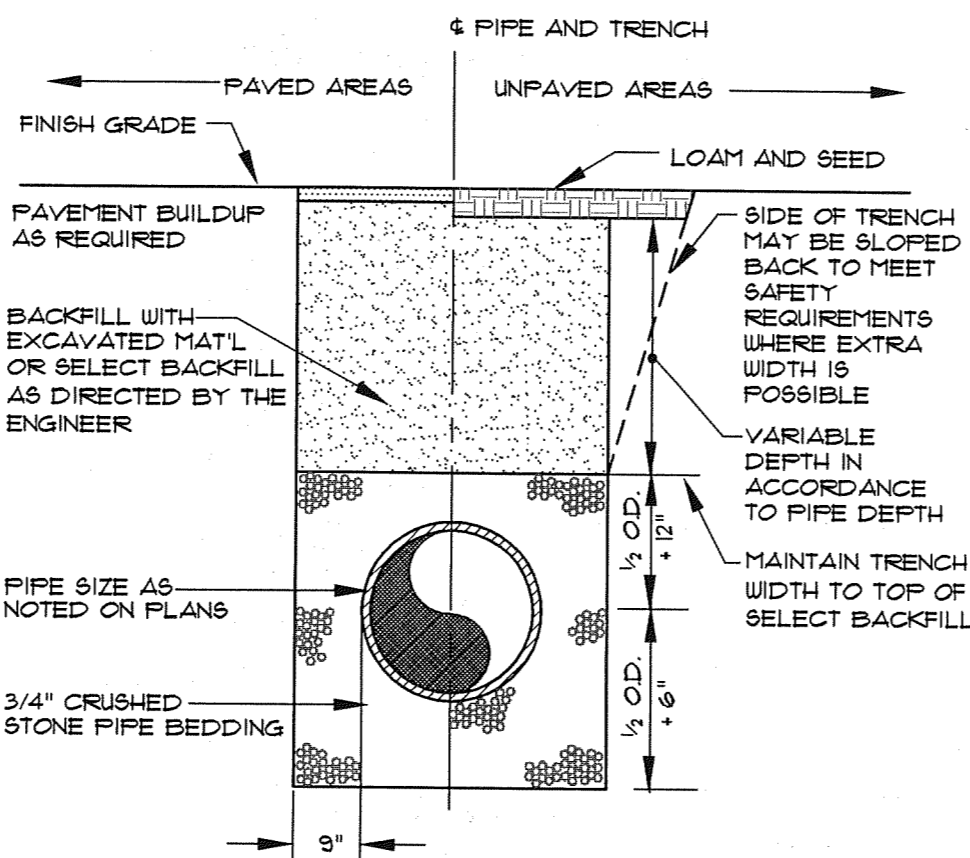 ℄ PIPE AND TRENCH
PAVED AREAS
UNPAVED AREAS
FINISH GRADE
LOAM AND SEED
PAVEMENT BUILDUP
AS REQUIRED
SIDE OF TRENCH
MAY BE SLOPED
BACK TO MEET
SAFETY
REQUIREMENTS
WHERE EXTRA
WIDTH IS
POSSIBLE
BACKFILL WITH
EXCAVATED MAT'L
OR SELECT BACKFILL
AS DIRECTED BY THE
ENGINEER
VARIABLE
DEPTH IN
ACCORDANCE
TO PIPE DEPTH
½ O.D.
+ 12"
MAINTAIN TRENCH
WIDTH TO TOP OF
SELECT BACKFILL
PIPE SIZE AS
NOTED ON PLANS
½ O.D.
+ 6"
3/4" CRUSHED
STONE PIPE BEDDING
9"